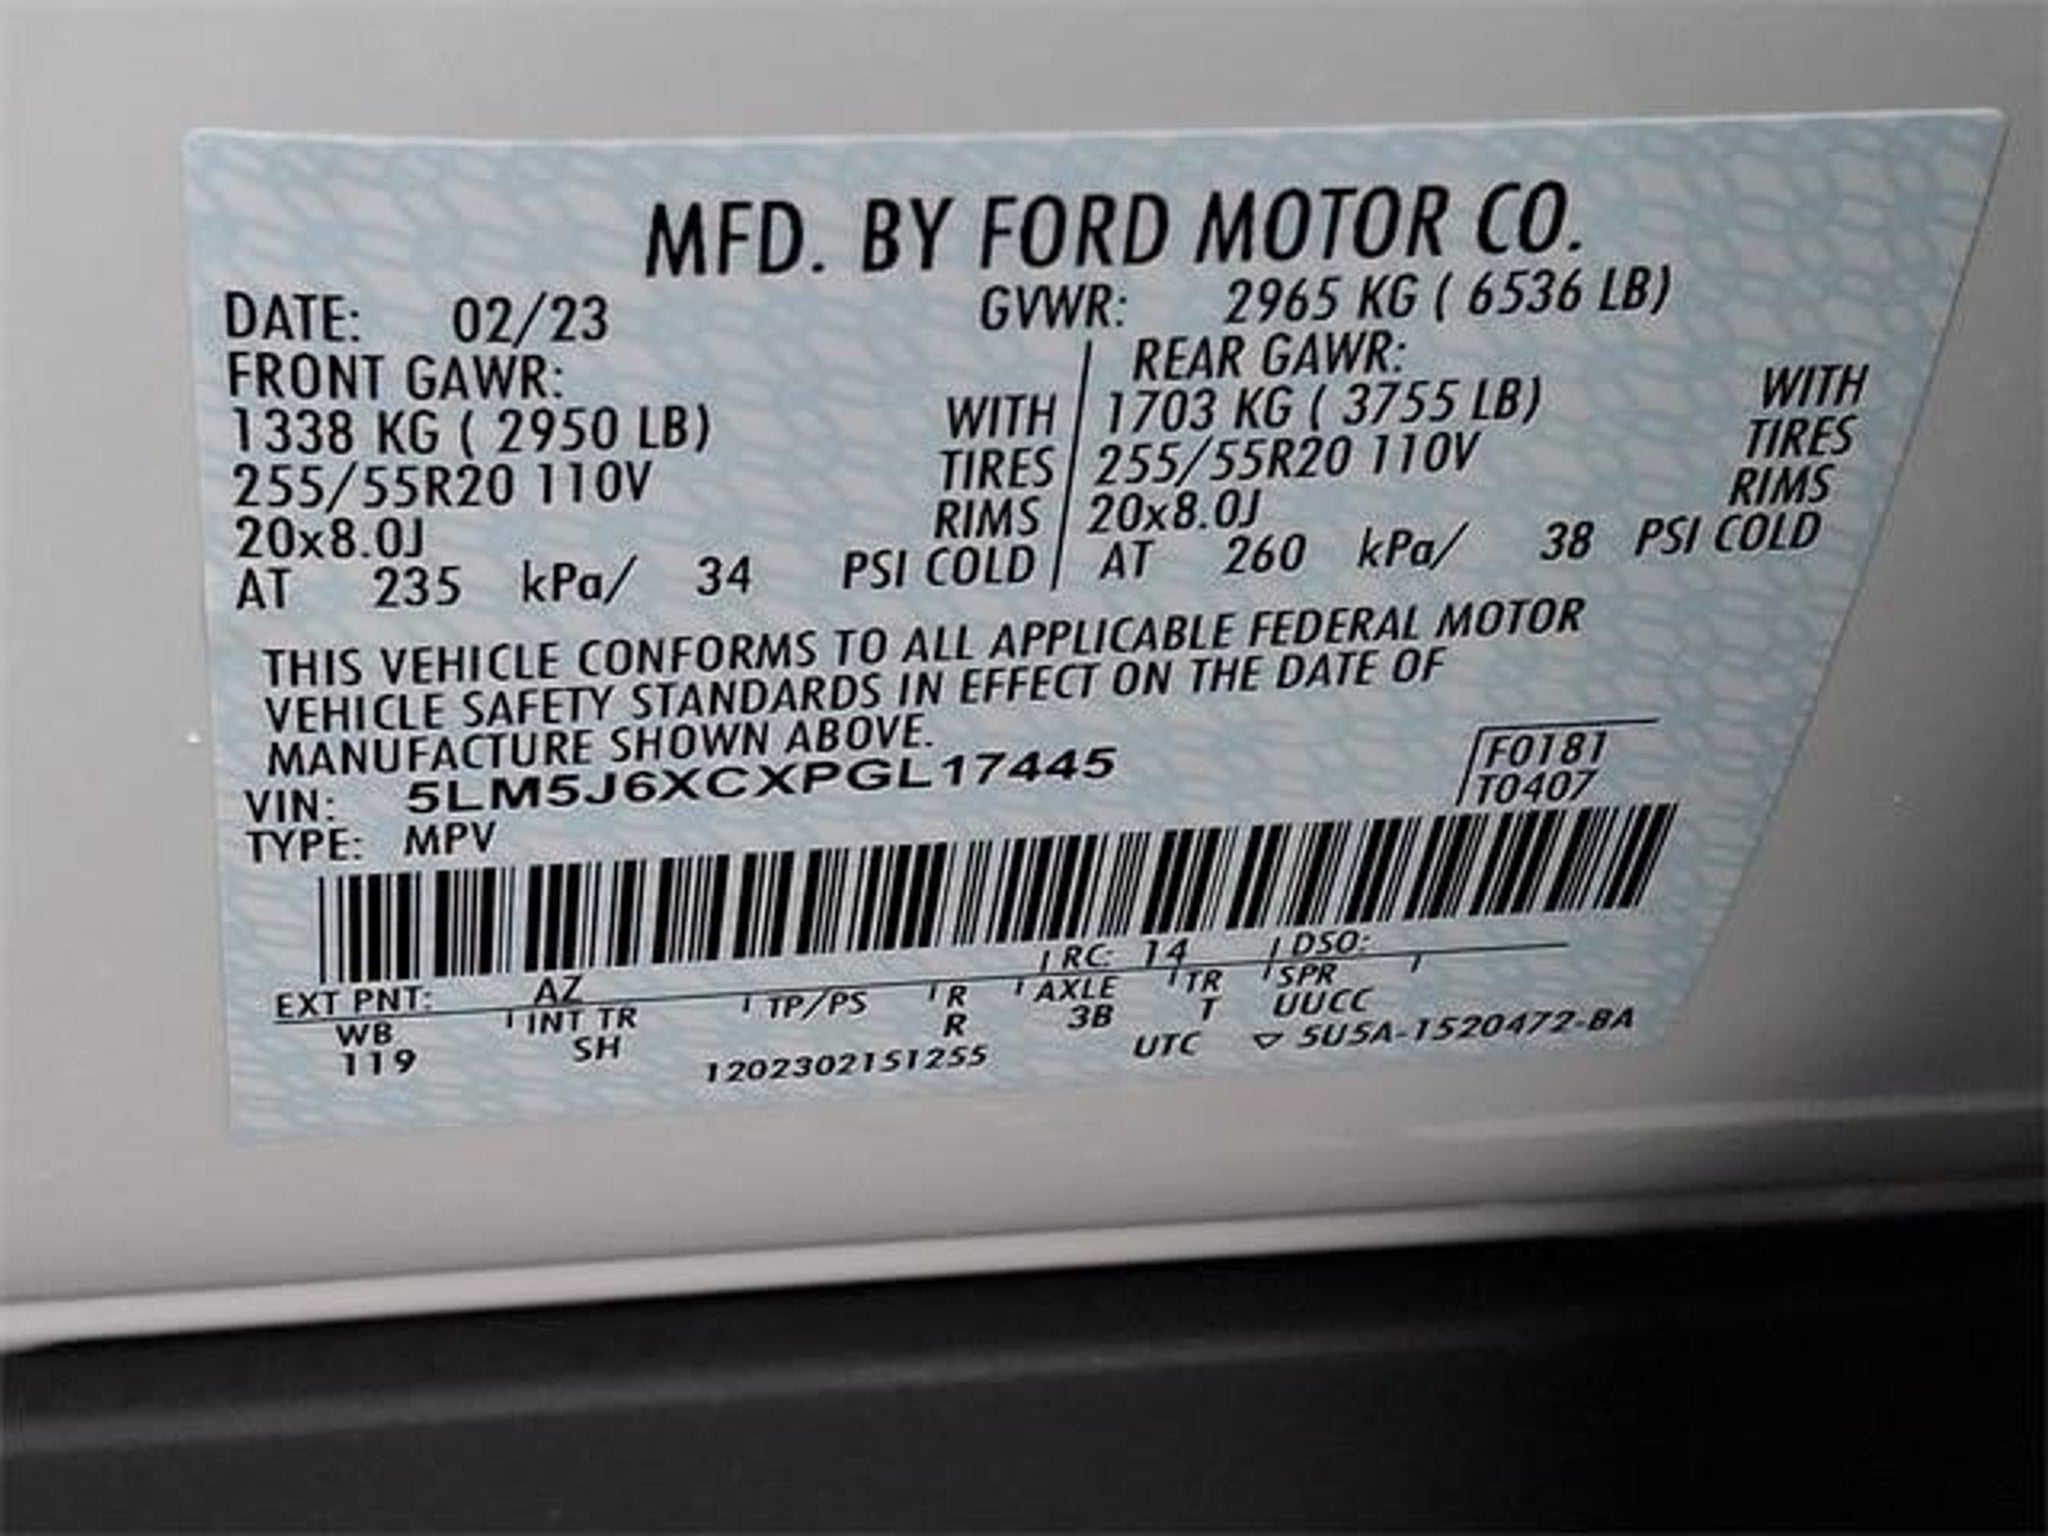 MFD. BY FORD MOTOR CO.
DATE: 02/23 GVWR: 2965 KG ( 6536 LB)
FRONT GAWR: REAR GAWR:
1338 KG ( 2950 LB) WITH 1703 KG ( 3755 LB) WITH
255/55R20 110V TIRES 255/55R20 110V TIRES
20x8.0J RIMS 20x8.0J RIMS
AT 235 kPa/ 34 PSI COLD AT 260 kPa/ 38 PSI COLD
THIS VEHICLE CONFORMS TO ALL APPLICABLE FEDERAL MOTOR
VEHICLE SAFETY STANDARDS IN EFFECT ON THE DATE OF
MANUFACTURE SHOWN ABOVE.
VIN: 5LM5J6XCXPGL17445 F0181
TYPE: MPV T0407
EXT PNT: AZ RC: 14 DSO:
WB INT TR TP/PS R AXLE TR SPR
119 SH R 3B T UUCC
1202302151255 UTC ▽ 5U5A-1520472-BA